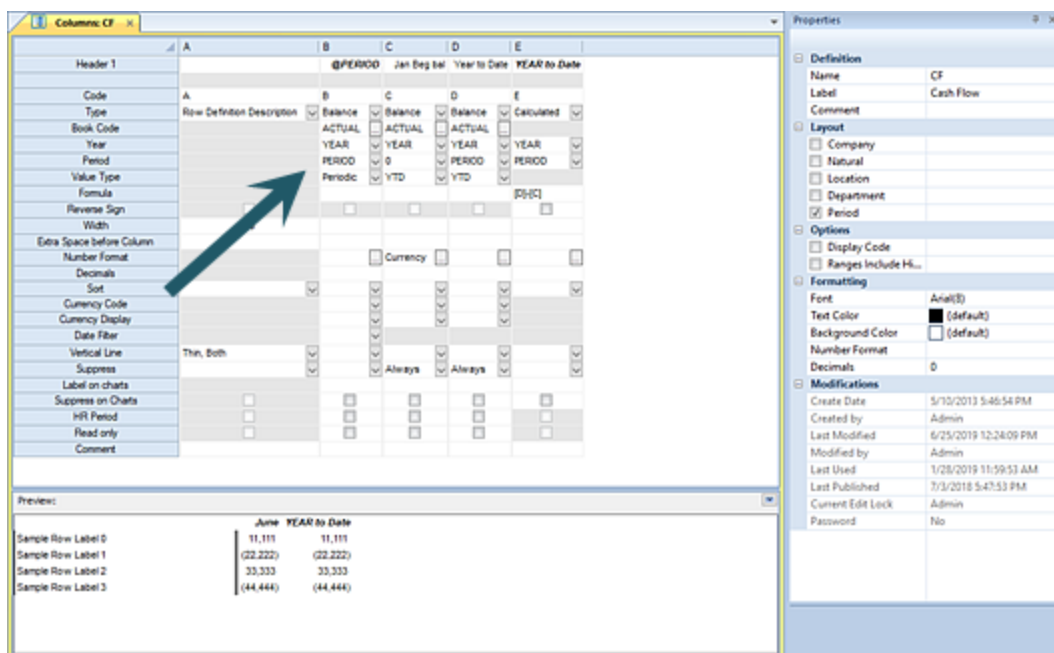 Columns: CF
A B C D E
Header 1 @PERIOD Jan Beg bal Year to Date YEAR to Date
Code A B C D E
Type Row Definition Description Balance Balance Balance Calculated
Book Code ACTUAL ACTUAL ACTUAL
Year YEAR YEAR YEAR YEAR
Period PERIOD 0 PERIOD PERIOD
Value Type Periodic YTD YTD
Formula [D]-[C]
Reverse Sign
Width
Extra Space before Column
Number Format Currency
Decimals
Sort
Currency Code
Currency Display
Date Filter
Vertical Line Thin, Both
Suppress Always Always
Label on charts
Suppress on Charts
HR Period
Read only
Comment
Preview:
June YEAR to Date
Sample Row Label 0 11,111 11,111
Sample Row Label 1 (22,222) (22,222)
Sample Row Label 2 33,333 33,333
Sample Row Label 3 (44,444) (44,444)
Properties
Definition
Name CF
Label Cash Flow
Comment
Layout
Company
Natural
Location
Department
Period
Options
Display Code
Ranges Include Hi...
Formatting
Font Arial(8)
Text Color (default)
Background Color (default)
Number Format
Decimals 0
Modifications
Create Date 5/10/2013 5:46:54 PM
Created by Admin
Last Modified 6/25/2019 12:24:09 PM
Modified by Admin
Last Used 1/28/2019 11:59:53 AM
Last Published 7/3/2018 5:47:53 PM
Current Edit Lock Admin
Password No